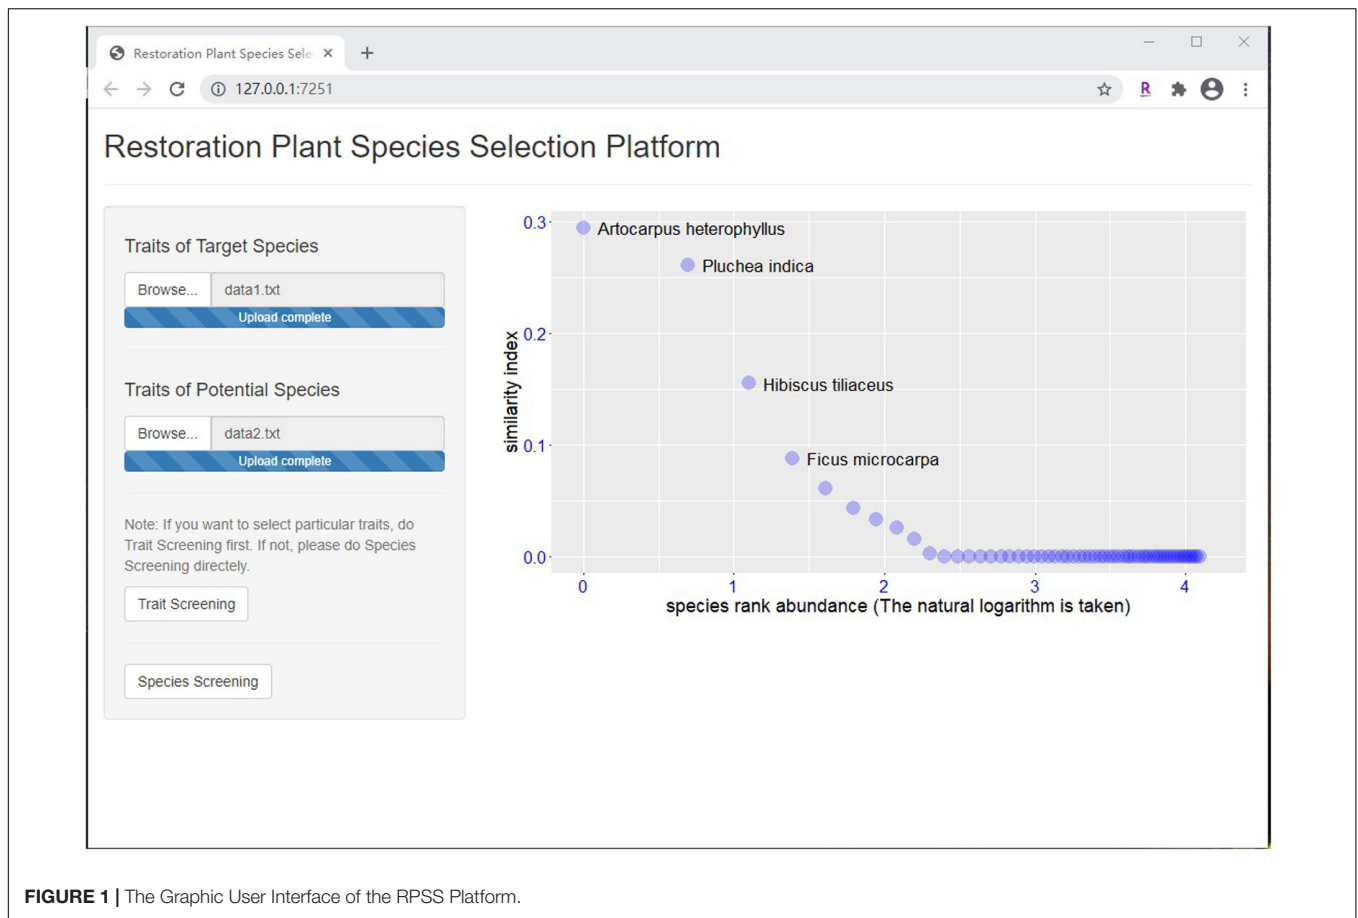 Restoration Plant Species Sele
127.0.0.1:7251
R
Restoration Plant Species Selection Platform
Traits of Target Species
Browse... data1.txt
Upload complete
Traits of Potential Species
Browse... data2.txt
Upload complete
Note: If you want to select particular traits, do
Trait Screening first. If not, please do Species
Screening directely.
Trait Screening
Species Screening
similarity index
0.3
0.2
0.1
0.0
Artocarpus heterophyllus
Pluchea indica
Hibiscus tiliaceus
Ficus microcarpa
0 1 2 3 4
species rank abundance (The natural logarithm is taken)
FIGURE 1 | The Graphic User Interface of the RPSS Platform.